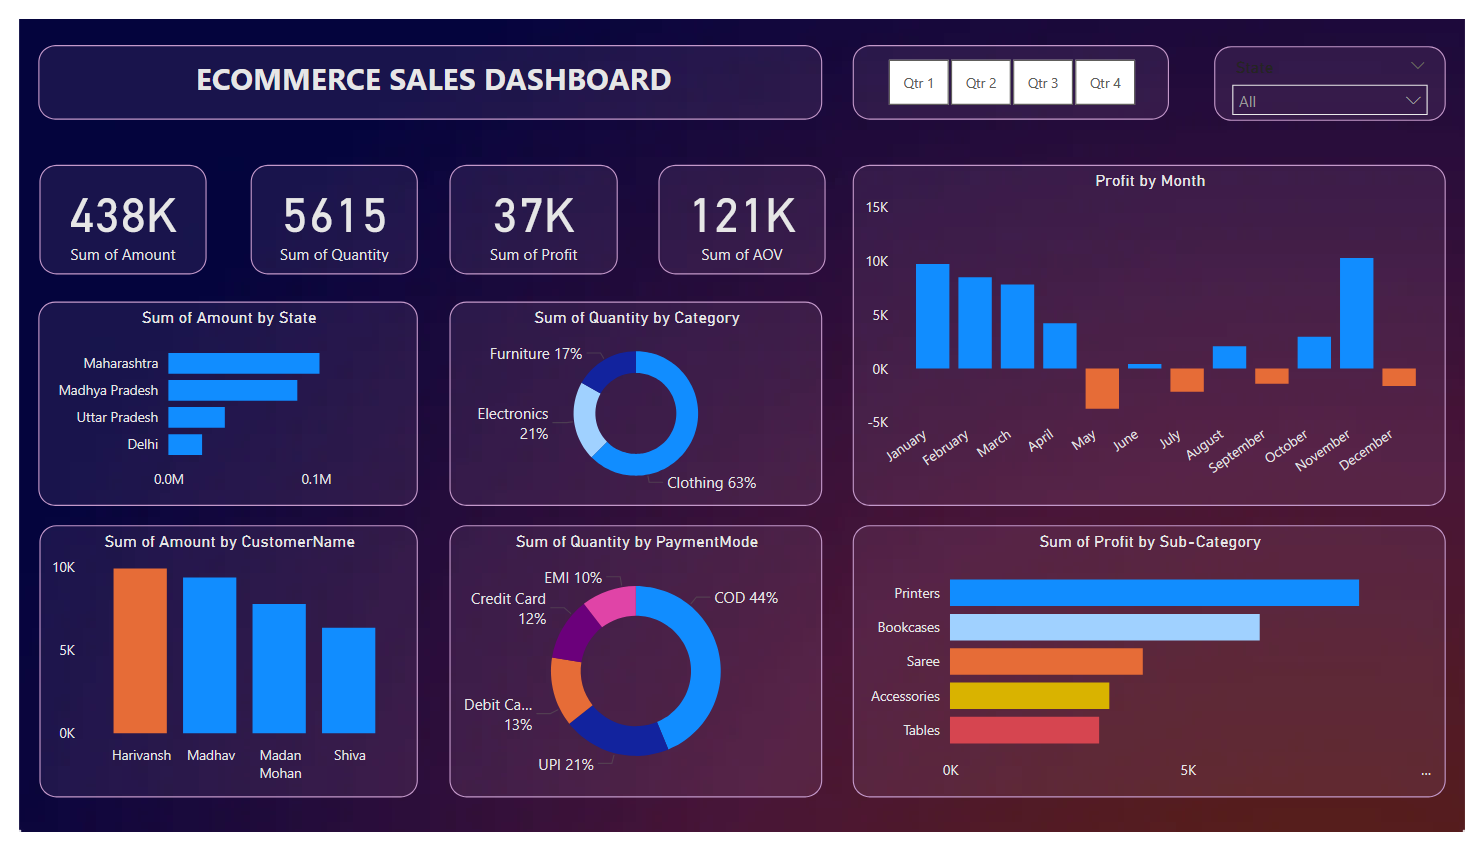 ECOMMERCE SALES DASHBOARD
Qtr 1
Qtr 2
Qtr 3
Qtr 4
All
438K
Sum of Amount
5615
Sum of Quantity
37K
Sum of Profit
121K
Sum of AOV
Profit by Month
15K
10K
5K
0K
-5K
January
February
March
April
May
June
July
August
September
October
November
December
Sum of Amount by State
Maharashtra
Madhya Pradesh
Uttar Pradesh
Delhi
0.0M
0.1M
Sum of Quantity by Category
Furniture 17%
Electronics
21%
Clothing 63%
Sum of Amount by CustomerName
10K
5K
0K
Harivansh
Madhav
Madan
Mohan
Shiva
Sum of Quantity by PaymentMode
EMI 10%
Credit Card
12%
COD 44%
Debit Ca...
13%
UPI 21%
Sum of Profit by Sub-Category
Printers
Bookcases
Saree
Accessories
Tables
0K
5K
...